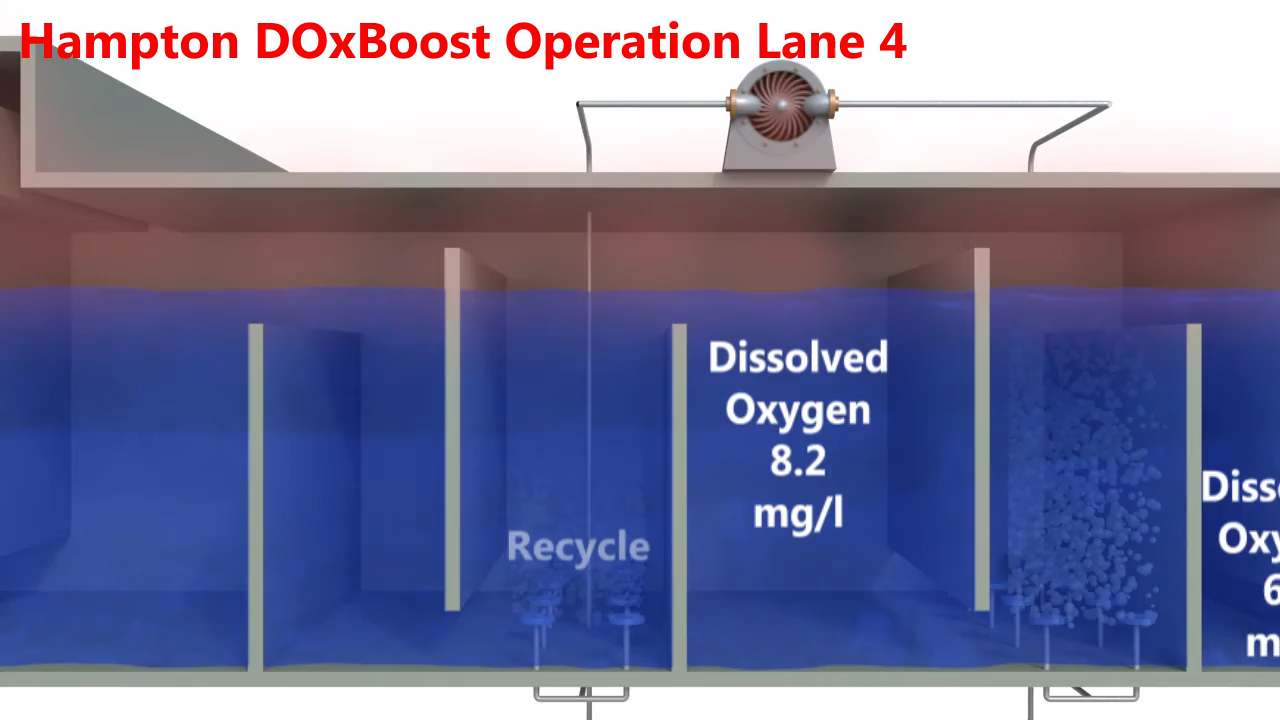 Hampton DOxBoost Operation Lane 4
Dissolved
Oxygen
8.2
mg/l
Recycle